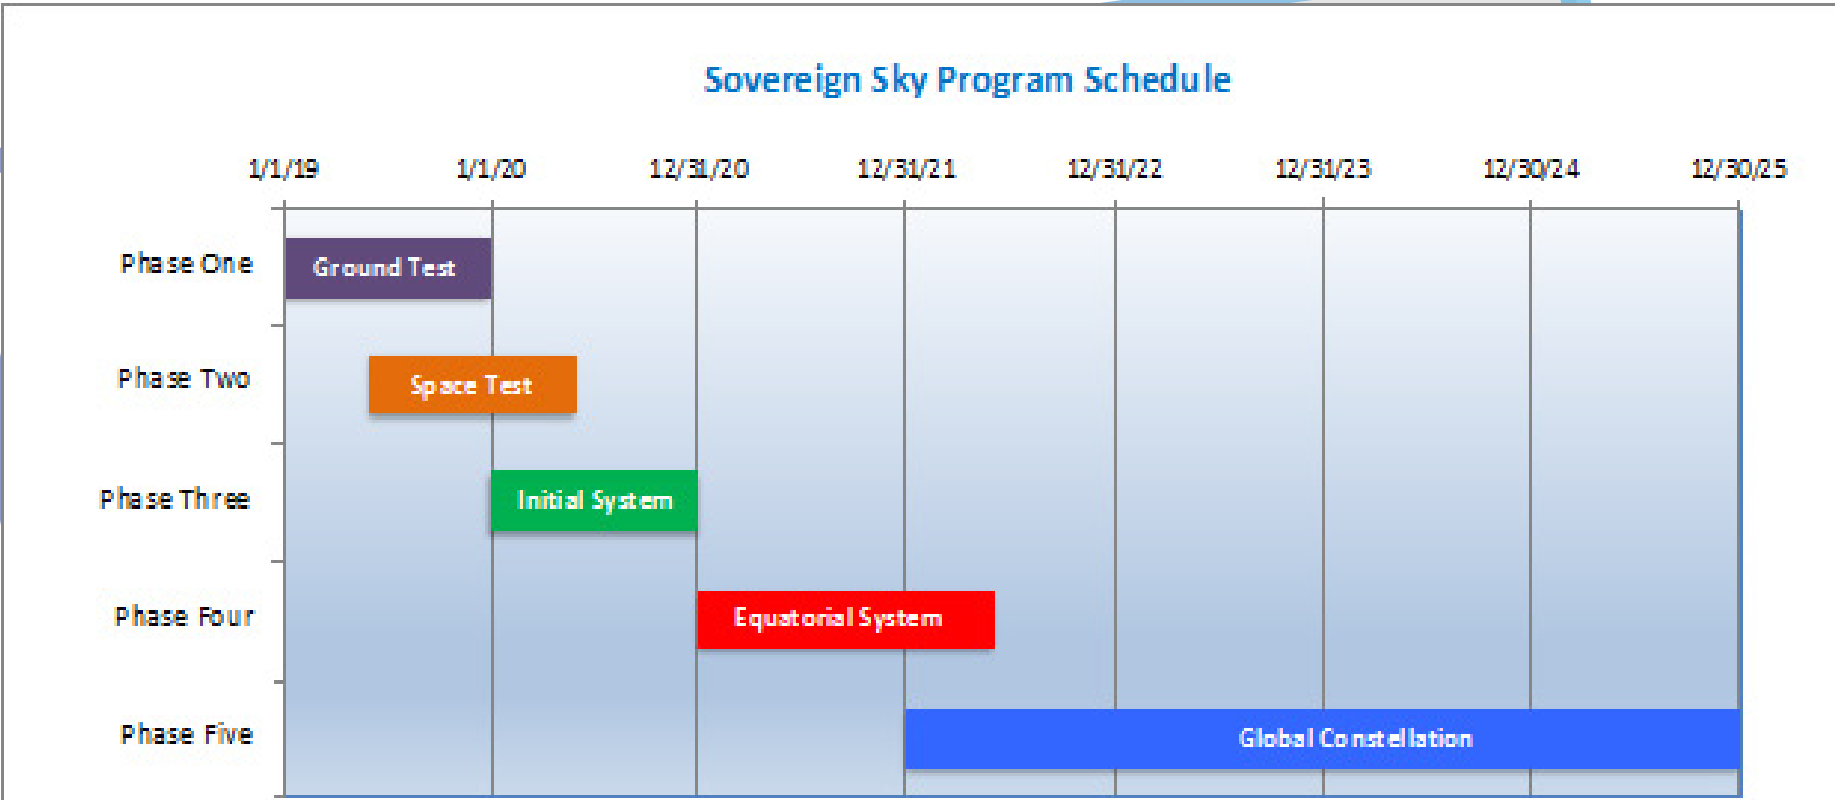 Sovereign Sky Program Schedule
1/1/19 1/1/20 12/31/20 12/31/21 12/31/22 12/31/23 12/30/24 12/30/25
Phase One Ground Test
Phase Two Space Test
Phase Three Initial System
Phase Four Equatorial System
Phase Five Global Constellation